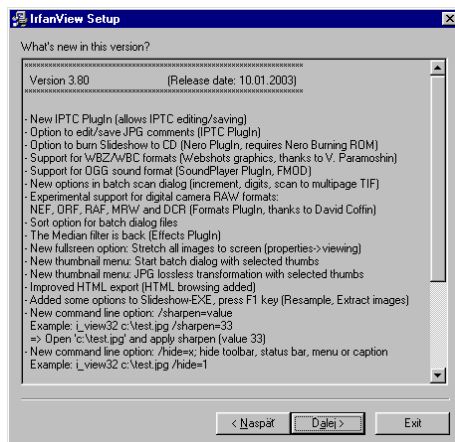 IrfanView Setup
What's new in this version?
****************************************************************************
Version 3.80 (Release date: 10.01.2003)
****************************************************************************
- New IPTC PlugIn (allows IPTC editing/saving)
- Option to edit/save JPG comments (IPTC PlugIn)
- Option to burn Slideshow to CD (Nero PlugIn, requires Nero Burning ROM)
- Support for WBZ/WBC formats (Webshots graphics, thanks to V. Paramoshin)
- Support for OGG sound format (SoundPlayer PlugIn, FMOD)
- New options in batch scan dialog (increment, digits, scan to multipage TIF)
- Experimental support for digital camera RAW formats:
NEF, ORF, RAF, MRW and DCR (Formats PlugIn, thanks to David Coffin)
- Sort option for batch dialog files
- The Median filter is back (Effects PlugIn)
- New fullscreen option: Stretch all images to screen (properties->viewing)
- New thumbnail menu: Start batch dialog with selected thumbs
- New thumbnail menu: JPG lossless transformation with selected thumbs
- Improved HTML export (HTML browsing added)
- Added some options to Slideshow-EXE, press F1 key (Resample, Extract images)
- New command line option: /sharpen=value
Example: i_view32 c:\test.jpg /sharpen=33
=> Open 'c:\test.jpg' and apply sharpen (value 33)
- New command line option: /hide=x; hide toolbar, status bar, menu or caption
Example: i_view32 c:\test.jpg /hide=1
< Naspäť Ďalej > Exit